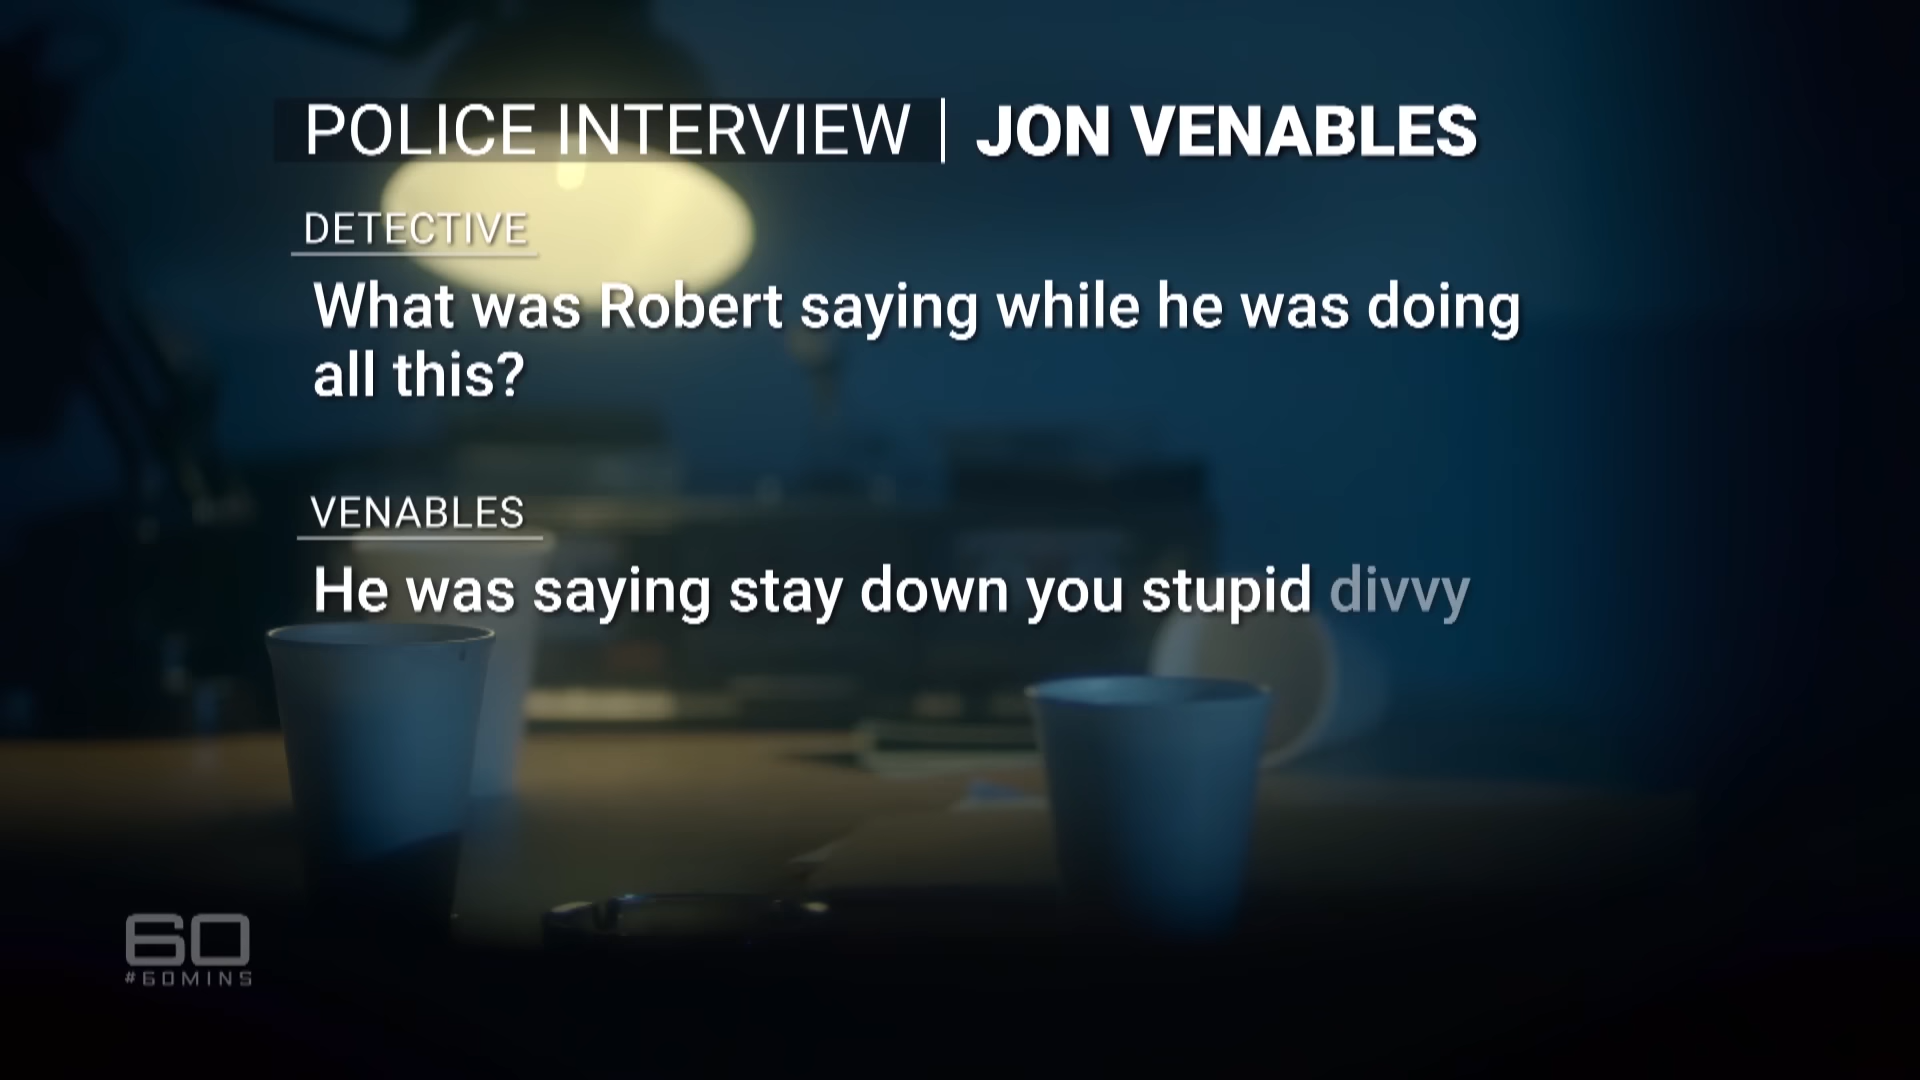 POLICE INTERVIEW | JON VENABLES
DETECTIVE
What was Robert saying while he was doing
all this?
VENABLES
He was saying stay down you stupid divvy
60
#60MINS